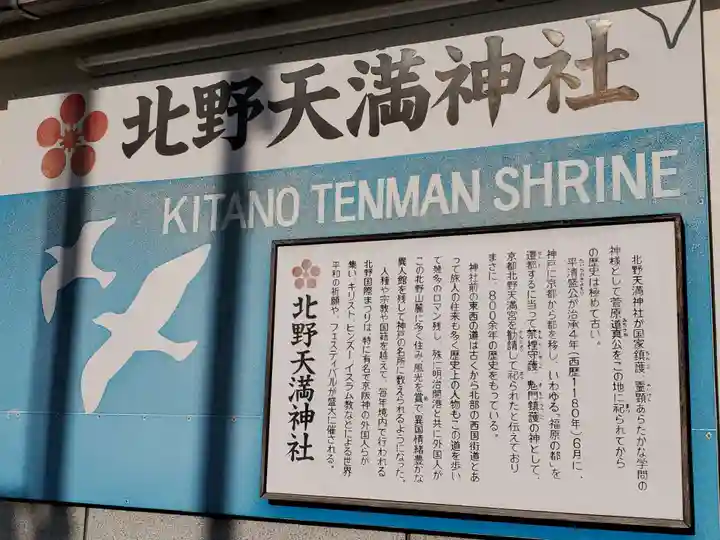 北野天満神社
KITANO TENMAN SHRINE
北野天満神社が国家鎮護、霊顕あらたかな学問の
神様として菅原道真公をこの地に祀られてから
の歴史は極めて古い。
平清盛公が治承4年（西歴1180年）6月に、
神戸に京都から都を移し、いわゆる「福原の都」を
遷都するに当って禁裡守護、鬼門鎮護の神として、
京都北野天満宮を勧請して祀られたと伝えており
まさに、800余年の歴史をもっている。
神社前の東西の道は古くから北部の西国街道とあ
って旅人の往来も多く歴史上の人物もこの道を歩い
て幾多のロマン残し、殊に明治開港と共に外国人が
この北野山麓に多く住み、風光を賞で異国情緒豊かな
異人館を残して神戸の名所に数えられるようになった。
人種や宗教や国籍を越えて、毎年境内で行われる
北野国際まつりは、特に有名で京阪神の外国人らが
集い、キリスト、ヒンズー、イスラム教などによる世界
平和の祈願や、フェスティバルが盛大に催される。
北野天満神社